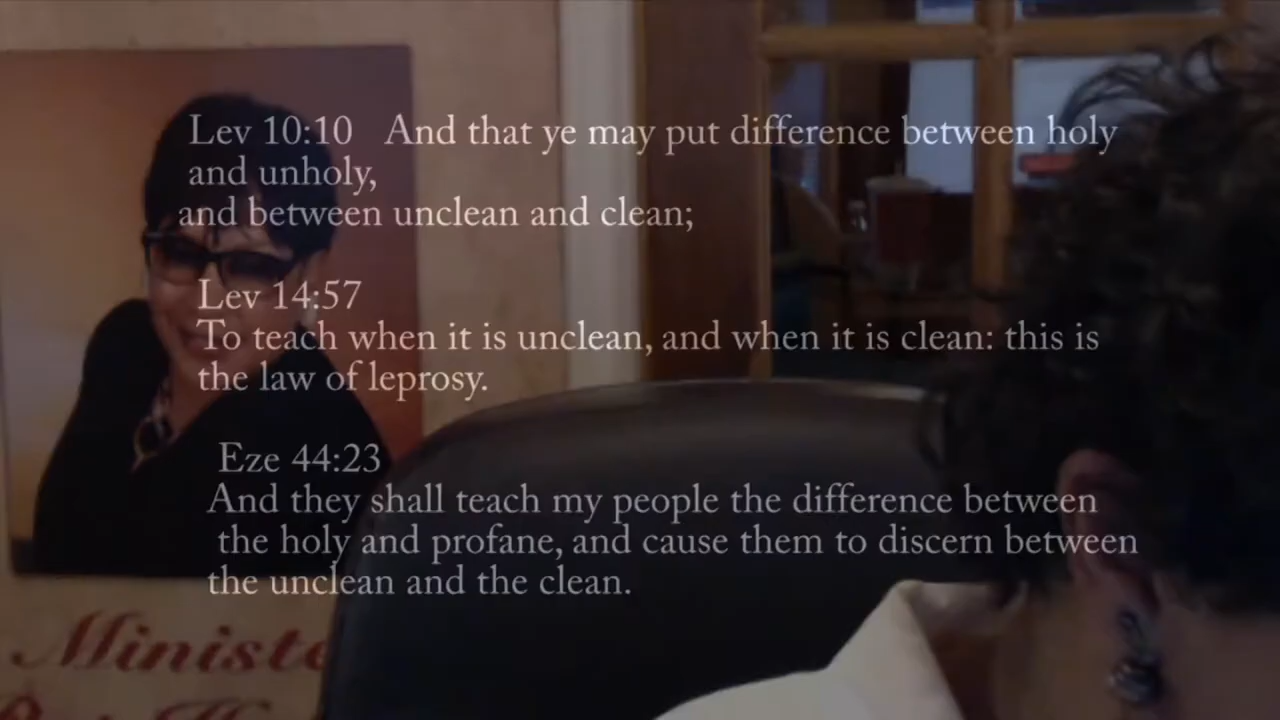 Lev 10:10 And that ye may put difference between holy
and unholy,
and between unclean and clean;
Lev 14:57
To teach when it is unclean, and when it is clean: this is
the law of leprosy.
Eze 44:23
And they shall teach my people the difference between
the holy and profane, and cause them to discern between
the unclean and the clean.